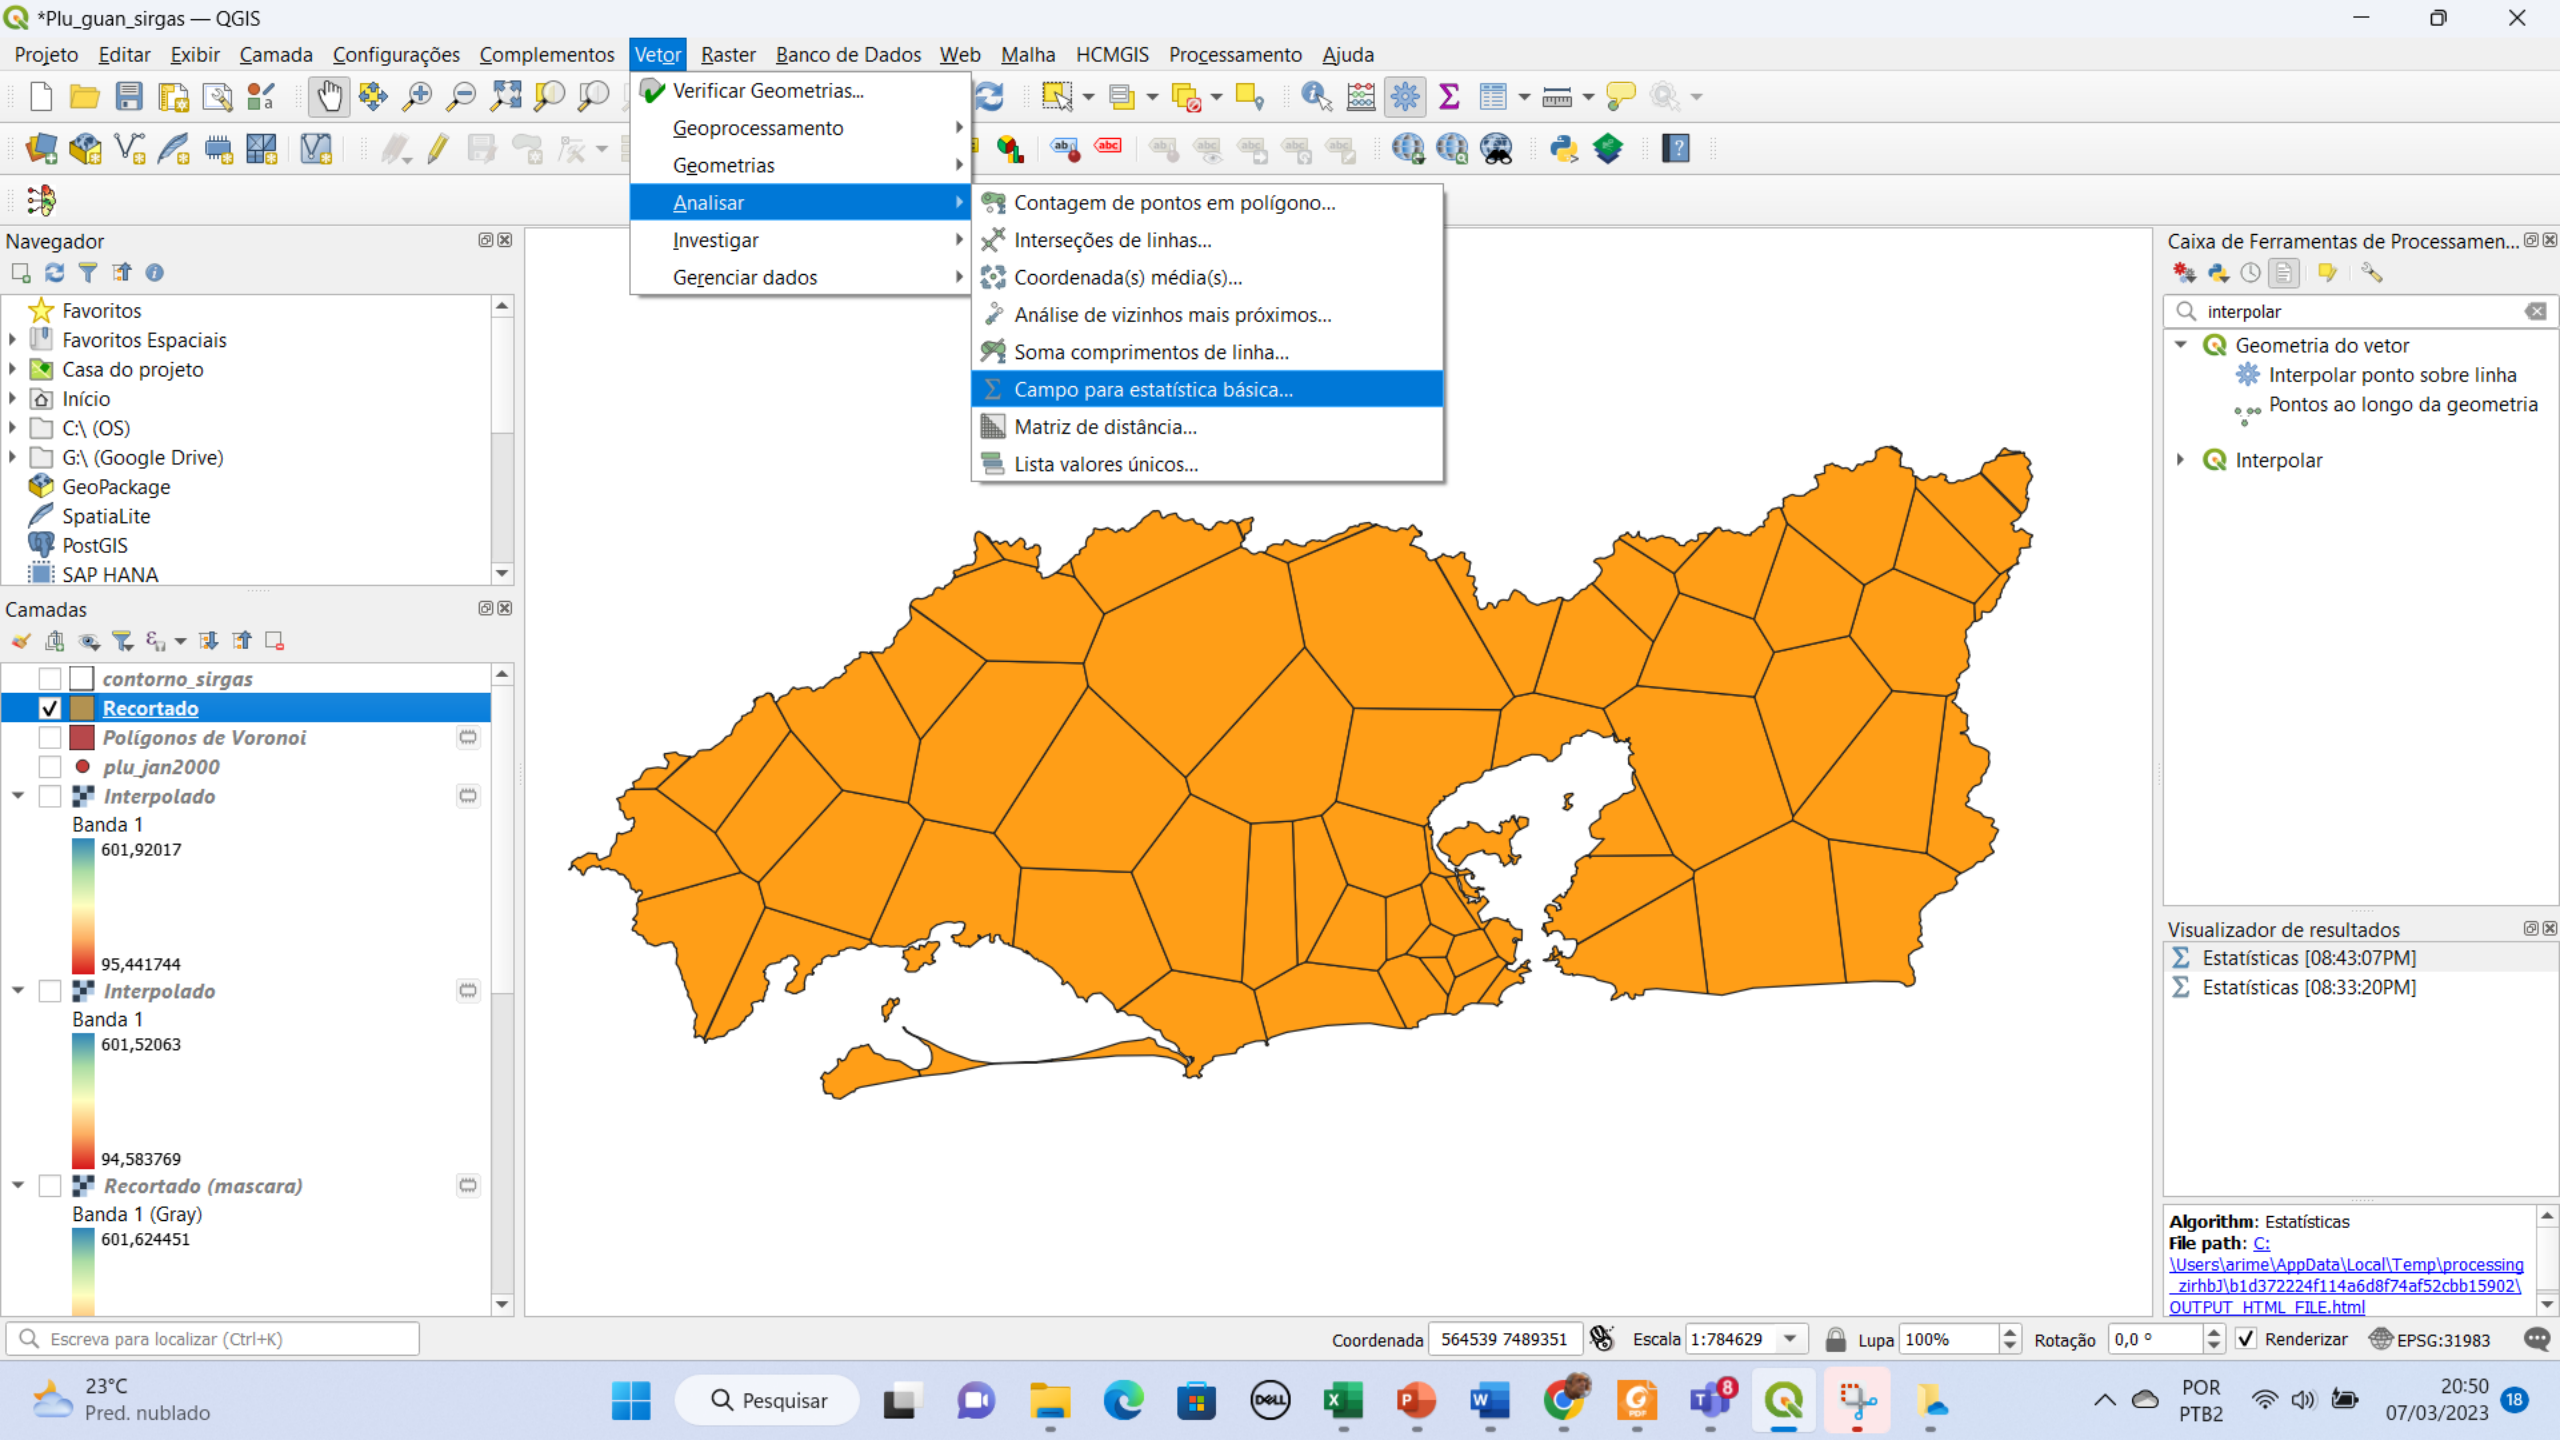 *Plu_guan_sirgas — QGIS
Projeto Editar Exibir Camada Configurações Complementos Vetor Raster Banco de Dados Web Malha HCMGIS Processamento Ajuda
Verificar Geometrias...
Geoprocessamento
Geometrias
Analisar
Investigar
Gerenciar dados
Contagem de pontos em polígono...
Interseções de linhas...
Coordenada(s) média(s)...
Análise de vizinhos mais próximos...
Soma comprimentos de linha...
Campo para estatística básica...
Matriz de distância...
Lista valores únicos...
Navegador
Favoritos
Favoritos Espaciais
Casa do projeto
Início
C:\ (OS)
G:\ (Google Drive)
GeoPackage
SpatiaLite
PostGIS
SAP HANA
Camadas
contorno_sirgas
Recortado
Polígonos de Voronoi
plu_jan2000
Interpolado
Banda 1
601,92017
95,441744
Interpolado
Banda 1
601,52063
94,583769
Recortado (mascara)
Banda 1 (Gray)
601,624451
Caixa de Ferramentas de Processamen...
interpolar
Geometria do vetor
Interpolar ponto sobre linha
Pontos ao longo da geometria
Interpolar
Visualizador de resultados
Estatísticas [08:43:07PM]
Estatísticas [08:33:20PM]
Algorithm: Estatísticas
File path: C:
\Users\arime\AppData\Local\Temp\processing
_zirhbJ\b1d372224f114a6d8f74af52cbb15902\
OUTPUT_HTML_FILE.html
Escreva para localizar (Ctrl+K)
Coordenada 564539 7489351 Escala 1:784629 Lupa 100% Rotação 0,0 ° Renderizar EPSG:31983
23°C
Pred. nublado
Pesquisar
DELL
8
POR
PTB2
20:50
07/03/2023
18